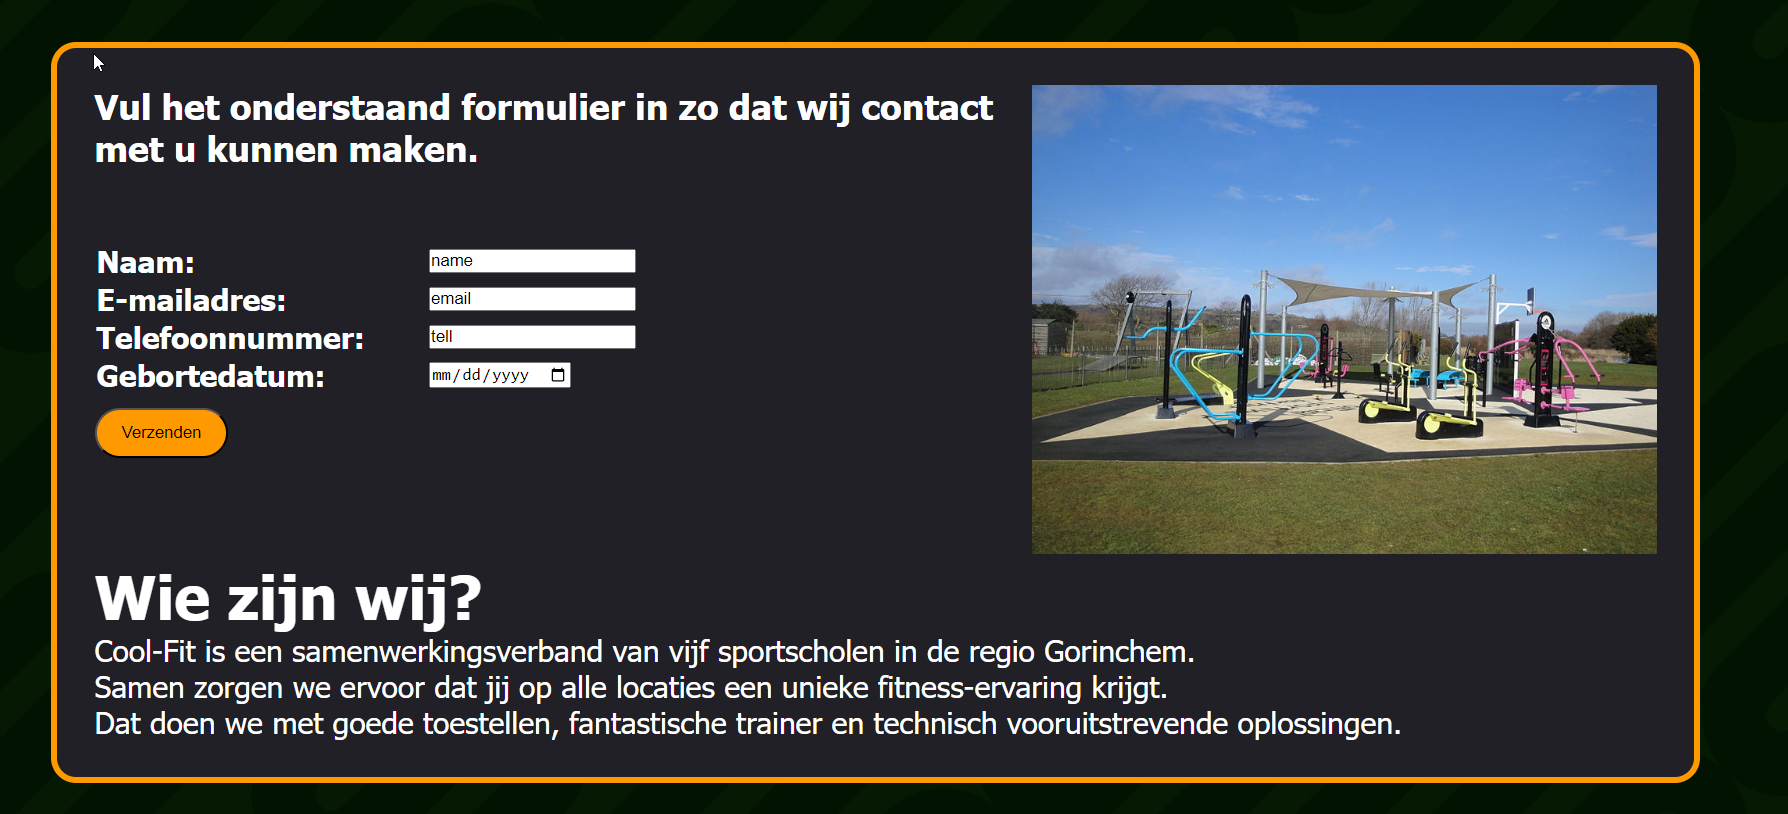 Vul het onderstaand formulier in zo dat wij contact
met u kunnen maken.
Naam: name
E-mailadres: email
Telefoonnummer: tell
Gebortedatum: mm/dd/yyyy
Verzenden
Wie zijn wij?
Cool-Fit is een samenwerkingsverband van vijf sportscholen in de regio Gorinchem.
Samen zorgen we ervoor dat jij op alle locaties een unieke fitness-ervaring krijgt.
Dat doen we met goede toestellen, fantastische trainer en technisch vooruitstrevende oplossingen.